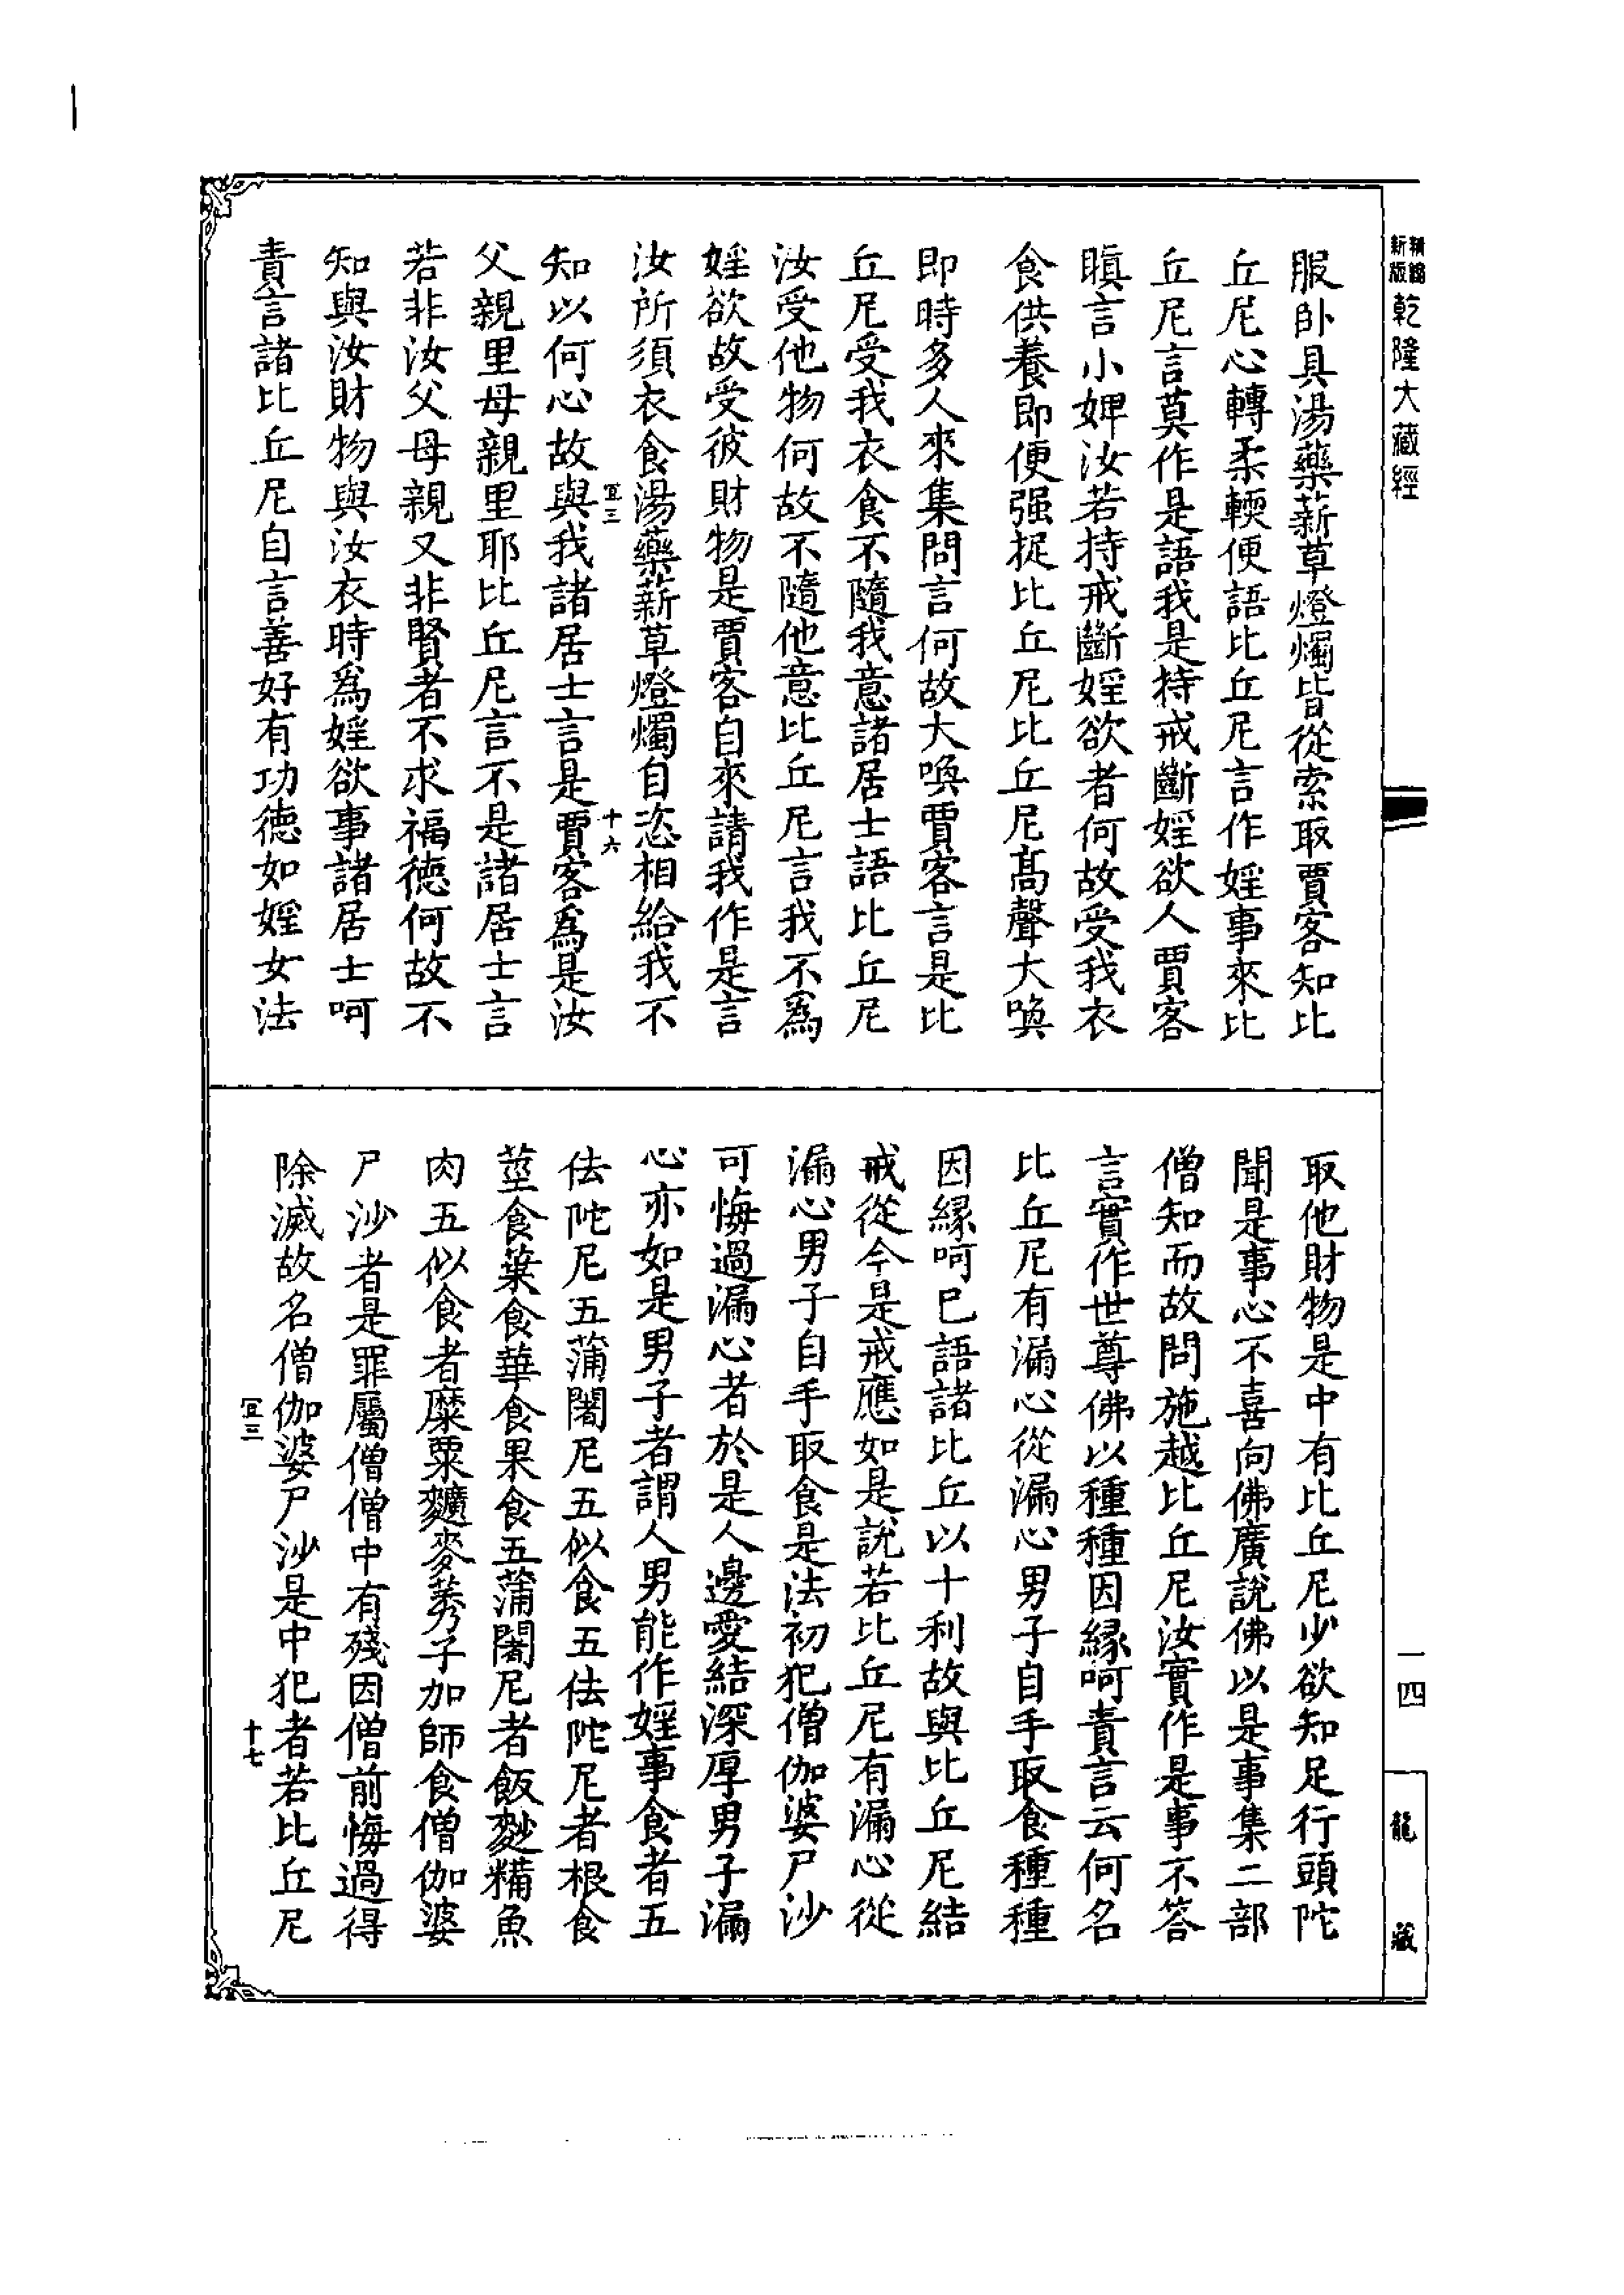 新版精縮乾隆大藏經
服卧具湯藥薪草燈燭皆從索取賈客知比
丘尼心轉柔輭便語比丘尼言作婬事來比
丘尼言莫作是語我是持戒斷婬欲人賈客
瞋言小婢汝若持戒斷婬欲者何故受我衣
食供養即便强捉比丘尼比丘尼髙聲大喚
即時多人來集問言何故大喚賈客言是比
丘尼受我衣食不隨我意諸居士語比丘尼
汝受他物何故不隨他意比丘尼言我不爲
婬欲故受彼財物是賈客自來請我作是言
汝所須衣食湯藥薪草燈燭自恣相給我不
宜三
十六
知以何心故與我諸居士言是賈客爲是汝
父親里母親里耶比丘尼言不是諸居士言
若非汝父母親又非賢者不求福德何故不
知與汝財物與汝衣時爲婬欲事諸居士呵
責言諸比丘尼自言善好有功德如婬女法
一四
龍藏
取他財物是中有比丘尼少欲知足行頭陀
聞是事心不喜向佛廣說佛以是事集二部
僧知而故問施越比丘尼汝實作是事不答
言實作世尊佛以種種因緣呵責言云何名
比丘尼有漏心從漏心男子自手取食種種
因緣呵巳語諸比丘以十利故與比丘尼結
戒從今是戒應如是說若比丘尼有漏心從
漏心男子自手取食是法初犯僧伽婆尸沙
可悔過漏心者於是人邊愛結深厚男子漏
心亦如是男子者謂人男能作婬事食者五
佉陀尼五蒲闍尼五似食五佉陀尼者根食
莖食葉食華食果食五蒲闍尼者飯麨糒魚
肉五似食者糜粟䵃麥莠子加師食僧伽婆
尸沙者是罪屬僧僧中有殘因僧前悔過得
除滅故名僧伽婆尸沙是中犯者若比丘尼
宜三
十七